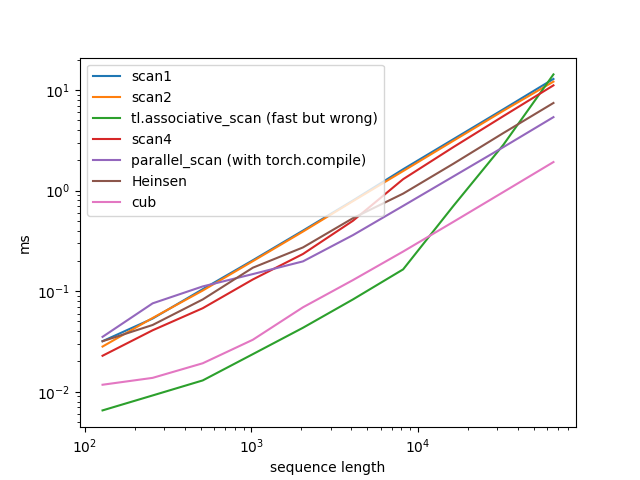 scan1
scan2
tl.associative_scan (fast but wrong)
scan4
parallel_scan (with torch.compile)
Heinsen
cub
10¹
10⁰
10⁻¹
10⁻²
ms
10²
10³
10⁴
sequence length